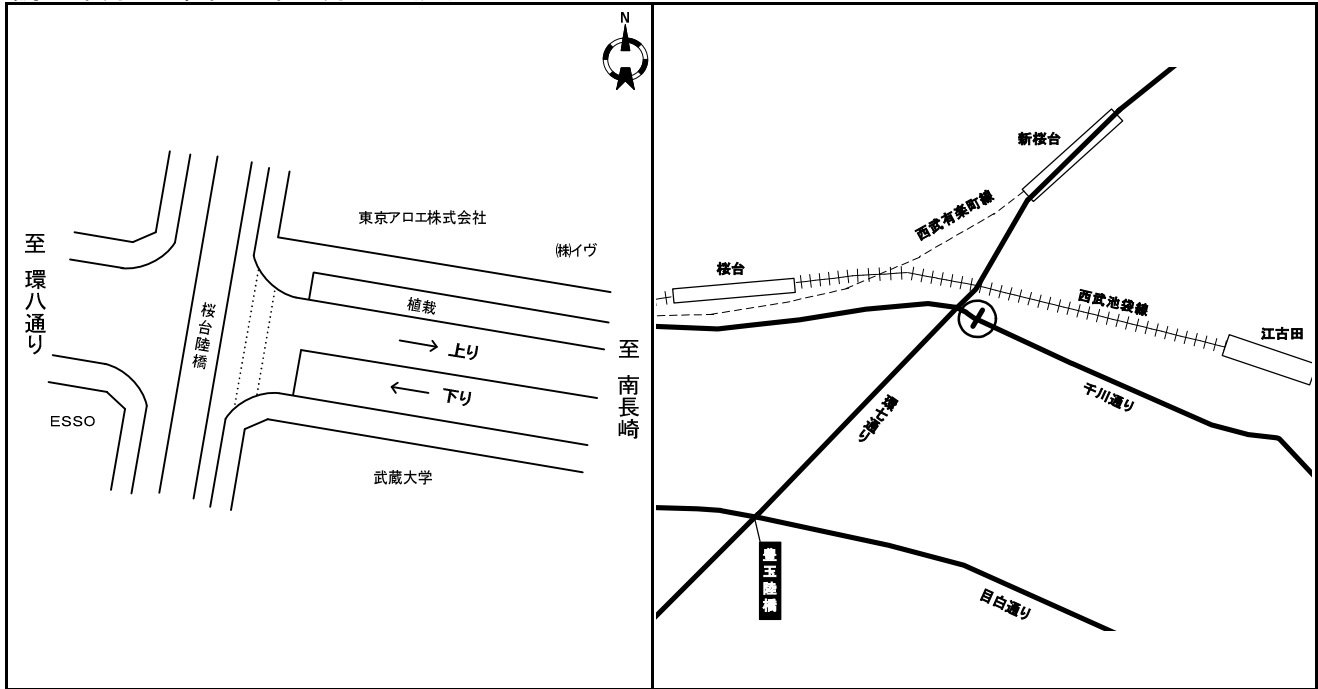 N
東京アロエ株式会社
㈱イヴ
至 環八通り
植栽
桜台陸橋
上り
下り
至 南長崎
ESSO
武蔵大学
新桜台
西武有楽町線
桜台
西武池袋線
江古田
千川通り
環七通り
豊玉陸橋
目白通り